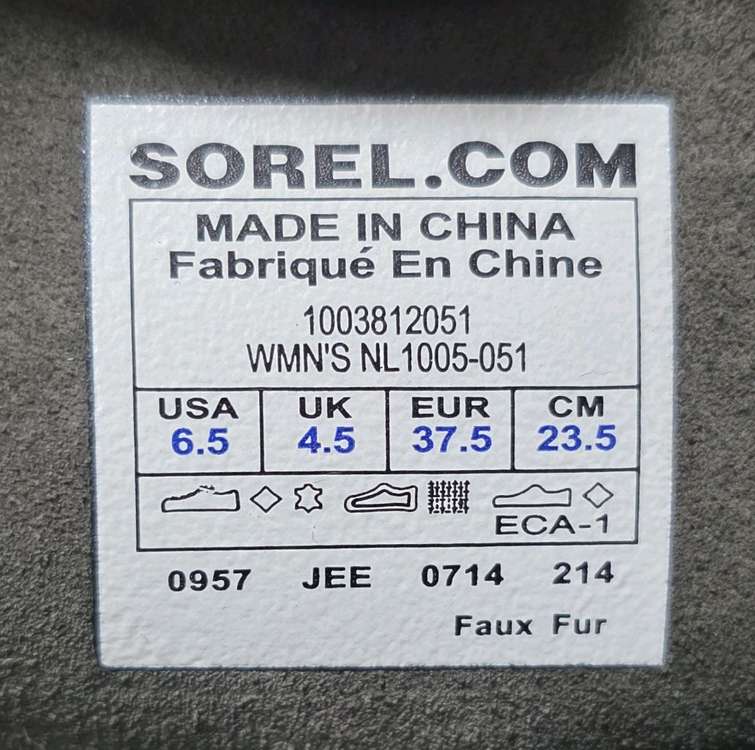 SOREL.COM
MADE IN CHINA
Fabriqué En Chine
1003812051
WMN'S NL1005-051
USA UK EUR CM
6.5 4.5 37.5 23.5
ECA-1
0957 JEE 0714 214
Faux Fur